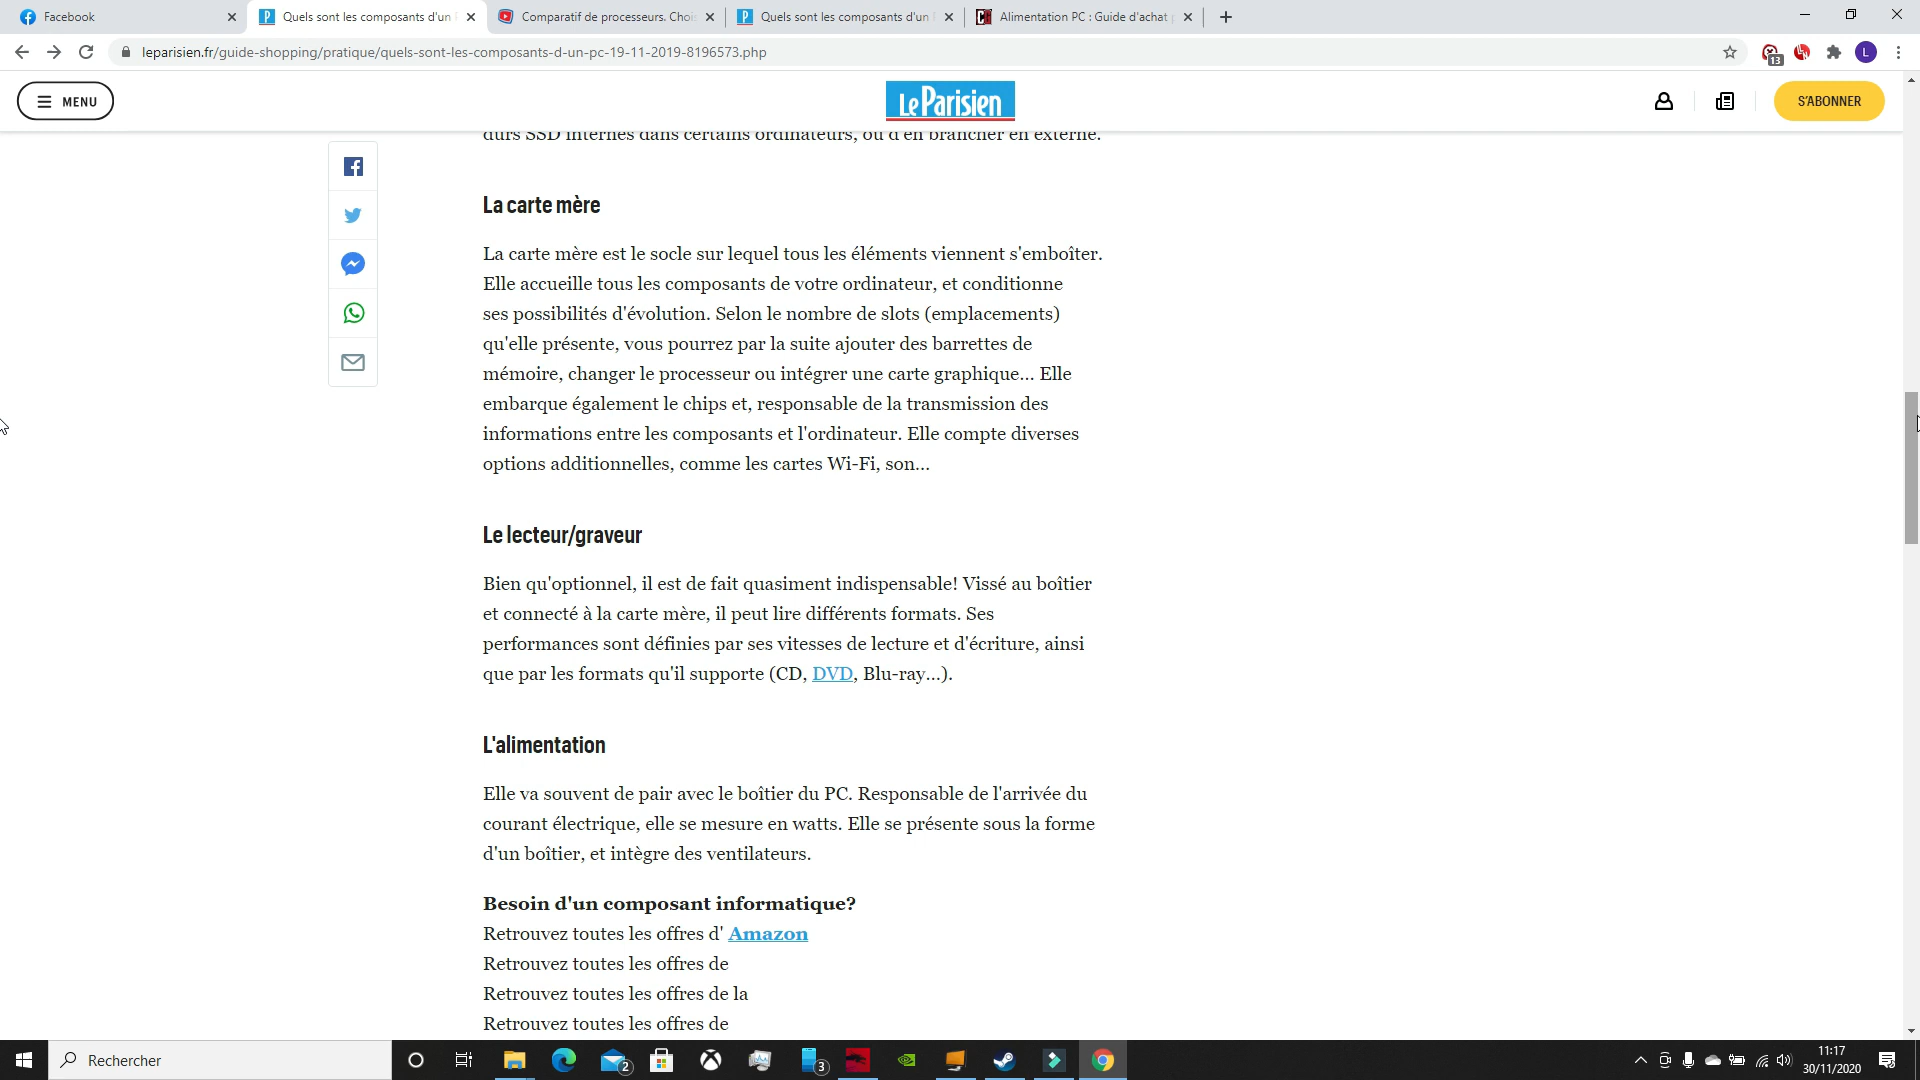 Facebook
Quels sont les composants d'un
Comparatif de processeurs. Choi
Quels sont les composants d'un
Alimentation PC : Guide d'achat
leparisien.fr/guide-shopping/pratique/quels-sont-les-composants-d-un-pc-19-11-2019-8196573.php
13
L
MENU
Le Parisien
S'ABONNER
durs SSD internes dans certains ordinateurs, ou d'en brancher en externe.
La carte mère
La carte mère est le socle sur lequel tous les éléments viennent s'emboîter.
Elle accueille tous les composants de votre ordinateur, et conditionne
ses possibilités d'évolution. Selon le nombre de slots (emplacements)
qu'elle présente, vous pourrez par la suite ajouter des barrettes de
mémoire, changer le processeur ou intégrer une carte graphique... Elle
embarque également le chips et, responsable de la transmission des
informations entre les composants et l'ordinateur. Elle compte diverses
options additionnelles, comme les cartes Wi-Fi, son...
Le lecteur/graveur
Bien qu'optionnel, il est de fait quasiment indispensable! Vissé au boîtier
et connecté à la carte mère, il peut lire différents formats. Ses
performances sont définies par ses vitesses de lecture et d'écriture, ainsi
que par les formats qu'il supporte (CD, DVD, Blu-ray...).
L'alimentation
Elle va souvent de pair avec le boîtier du PC. Responsable de l'arrivée du
courant électrique, elle se mesure en watts. Elle se présente sous la forme
d'un boîtier, et intègre des ventilateurs.
Besoin d'un composant informatique?
Retrouvez toutes les offres d' Amazon
Retrouvez toutes les offres de
Retrouvez toutes les offres de la
Retrouvez toutes les offres de
Rechercher
2
3
11:17
30/11/2020